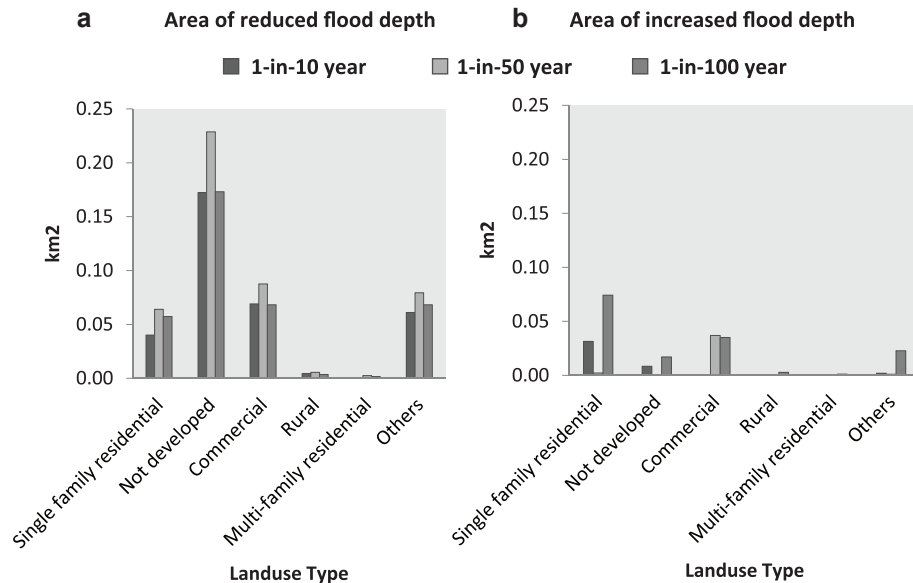 a Area of reduced flood depth
b Area of increased flood depth
1-in-10 year 1-in-50 year 1-in-100 year
0.25
0.20
0.15
0.10
0.05
0.00
km2
Single family residential
Not developed
Commercial
Rural
Multi-family residential
Others
Landuse Type
0.25
0.20
0.15
0.10
0.05
0.00
km2
Single family residential
Not developed
Commercial
Rural
Multi-family residential
Others
Landuse Type